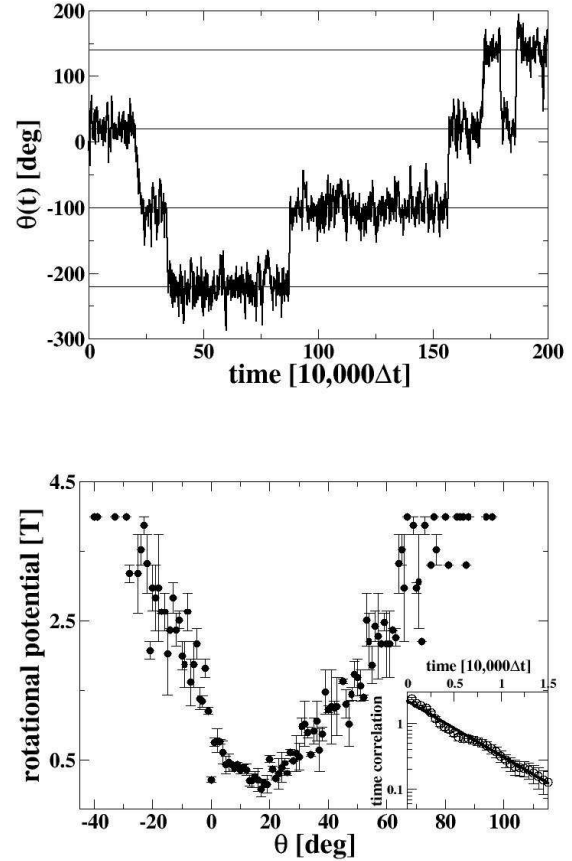 200
100
0
-100
-200
-300
θ(t) [deg]
0 50 100 150 200
time [10,000Δt]
4.5
2.5
0.5
rotational potential [T]
-40 -20 0 20 40 60 80 100
θ [deg]
time [10,000Δt]
0 0.5 1 1.5
1
0.1
time correlation